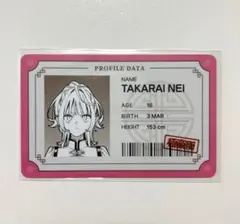 PROFILE DATA
NAME
TAKARAI NEI
AGE 16
BIRTH 3 MAR
HEIGHT 153 cm